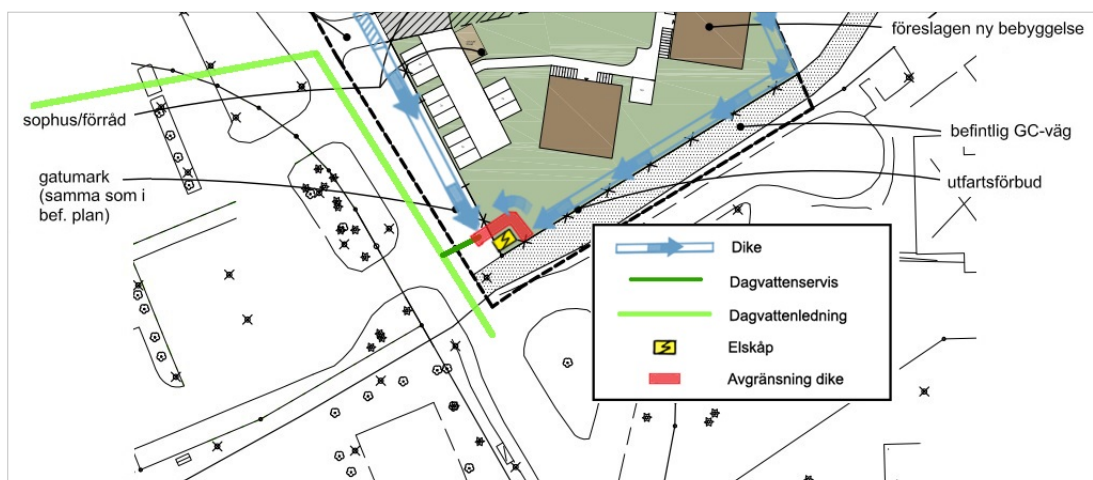 föreslagen ny bebyggelse
sophus/förråd
befintlig GC-väg
gatumark
(samma som i
bef. plan)
utfartsförbud
Dike
Dagvattenservis
Dagvattenledning
Elskåp
Avgränsning dike